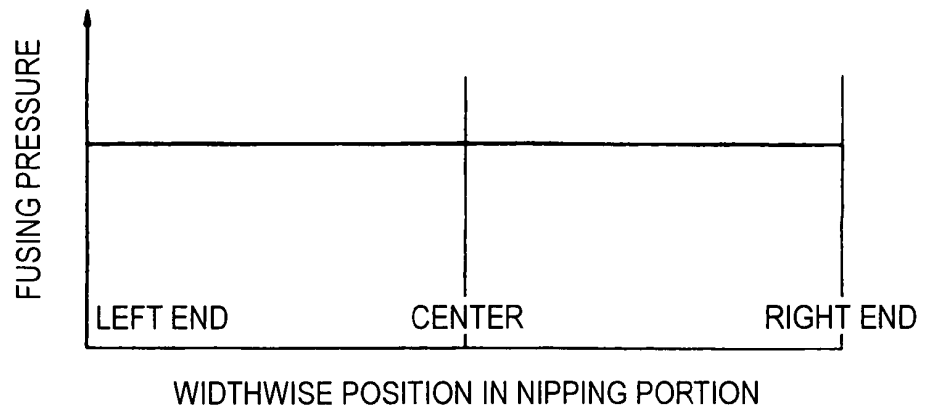 FUSING PRESSURE
LEFT END
CENTER
RIGHT END
WIDTHWISE POSITION IN NIPPING PORTION